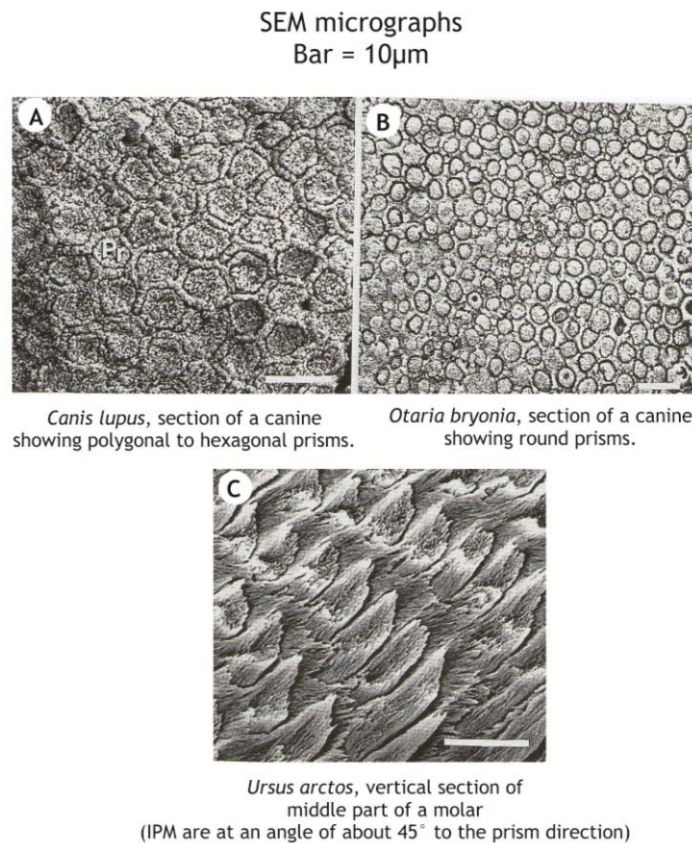 SEM micrographs
Bar = 10µm
A
B
Pr
Canis lupus, section of a canine
showing polygonal to hexagonal prisms.
Otaria bryonia, section of a canine
showing round prisms.
C
Ursus arctos, vertical section of
middle part of a molar
(IPM are at an angle of about 45° to the prism direction)